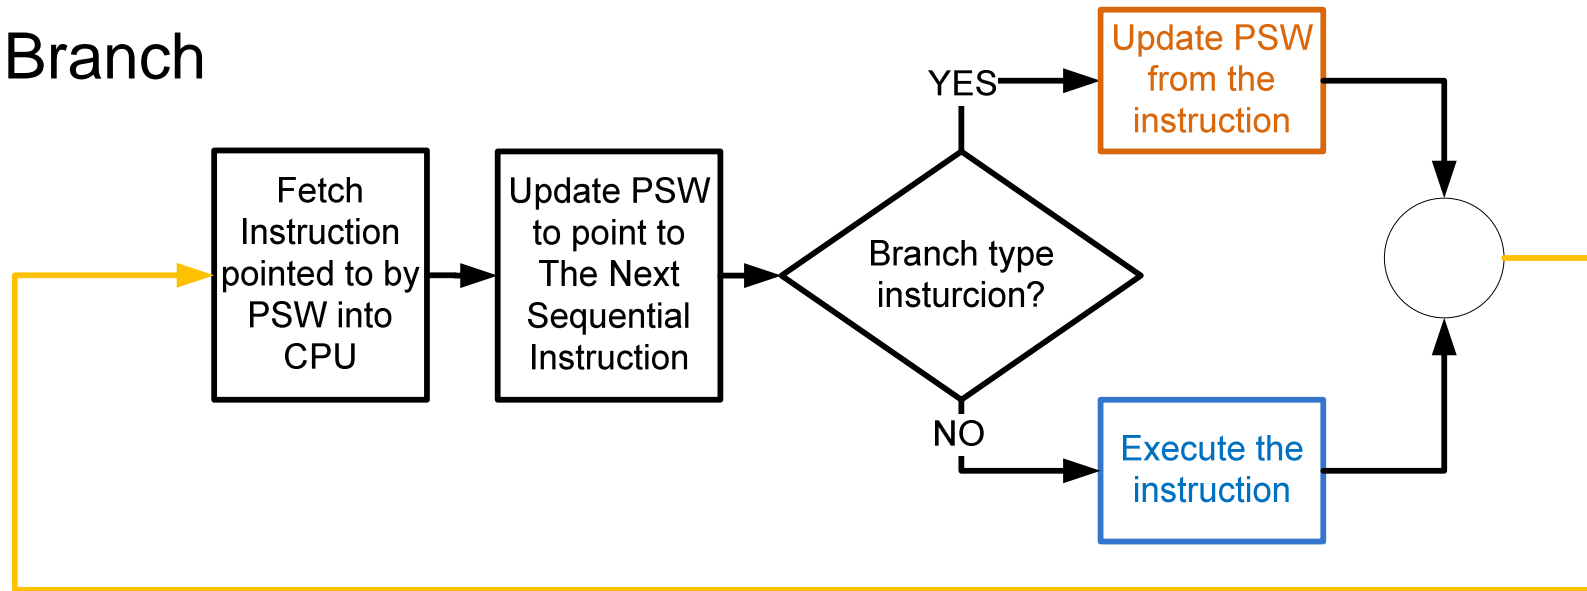 Branch
Fetch
Instruction
pointed to by
PSW into
CPU
Update PSW
to point to
The Next
Sequential
Instruction
Branch type
insturcion?
YES
Update PSW
from the
instruction
NO
Execute the
instruction